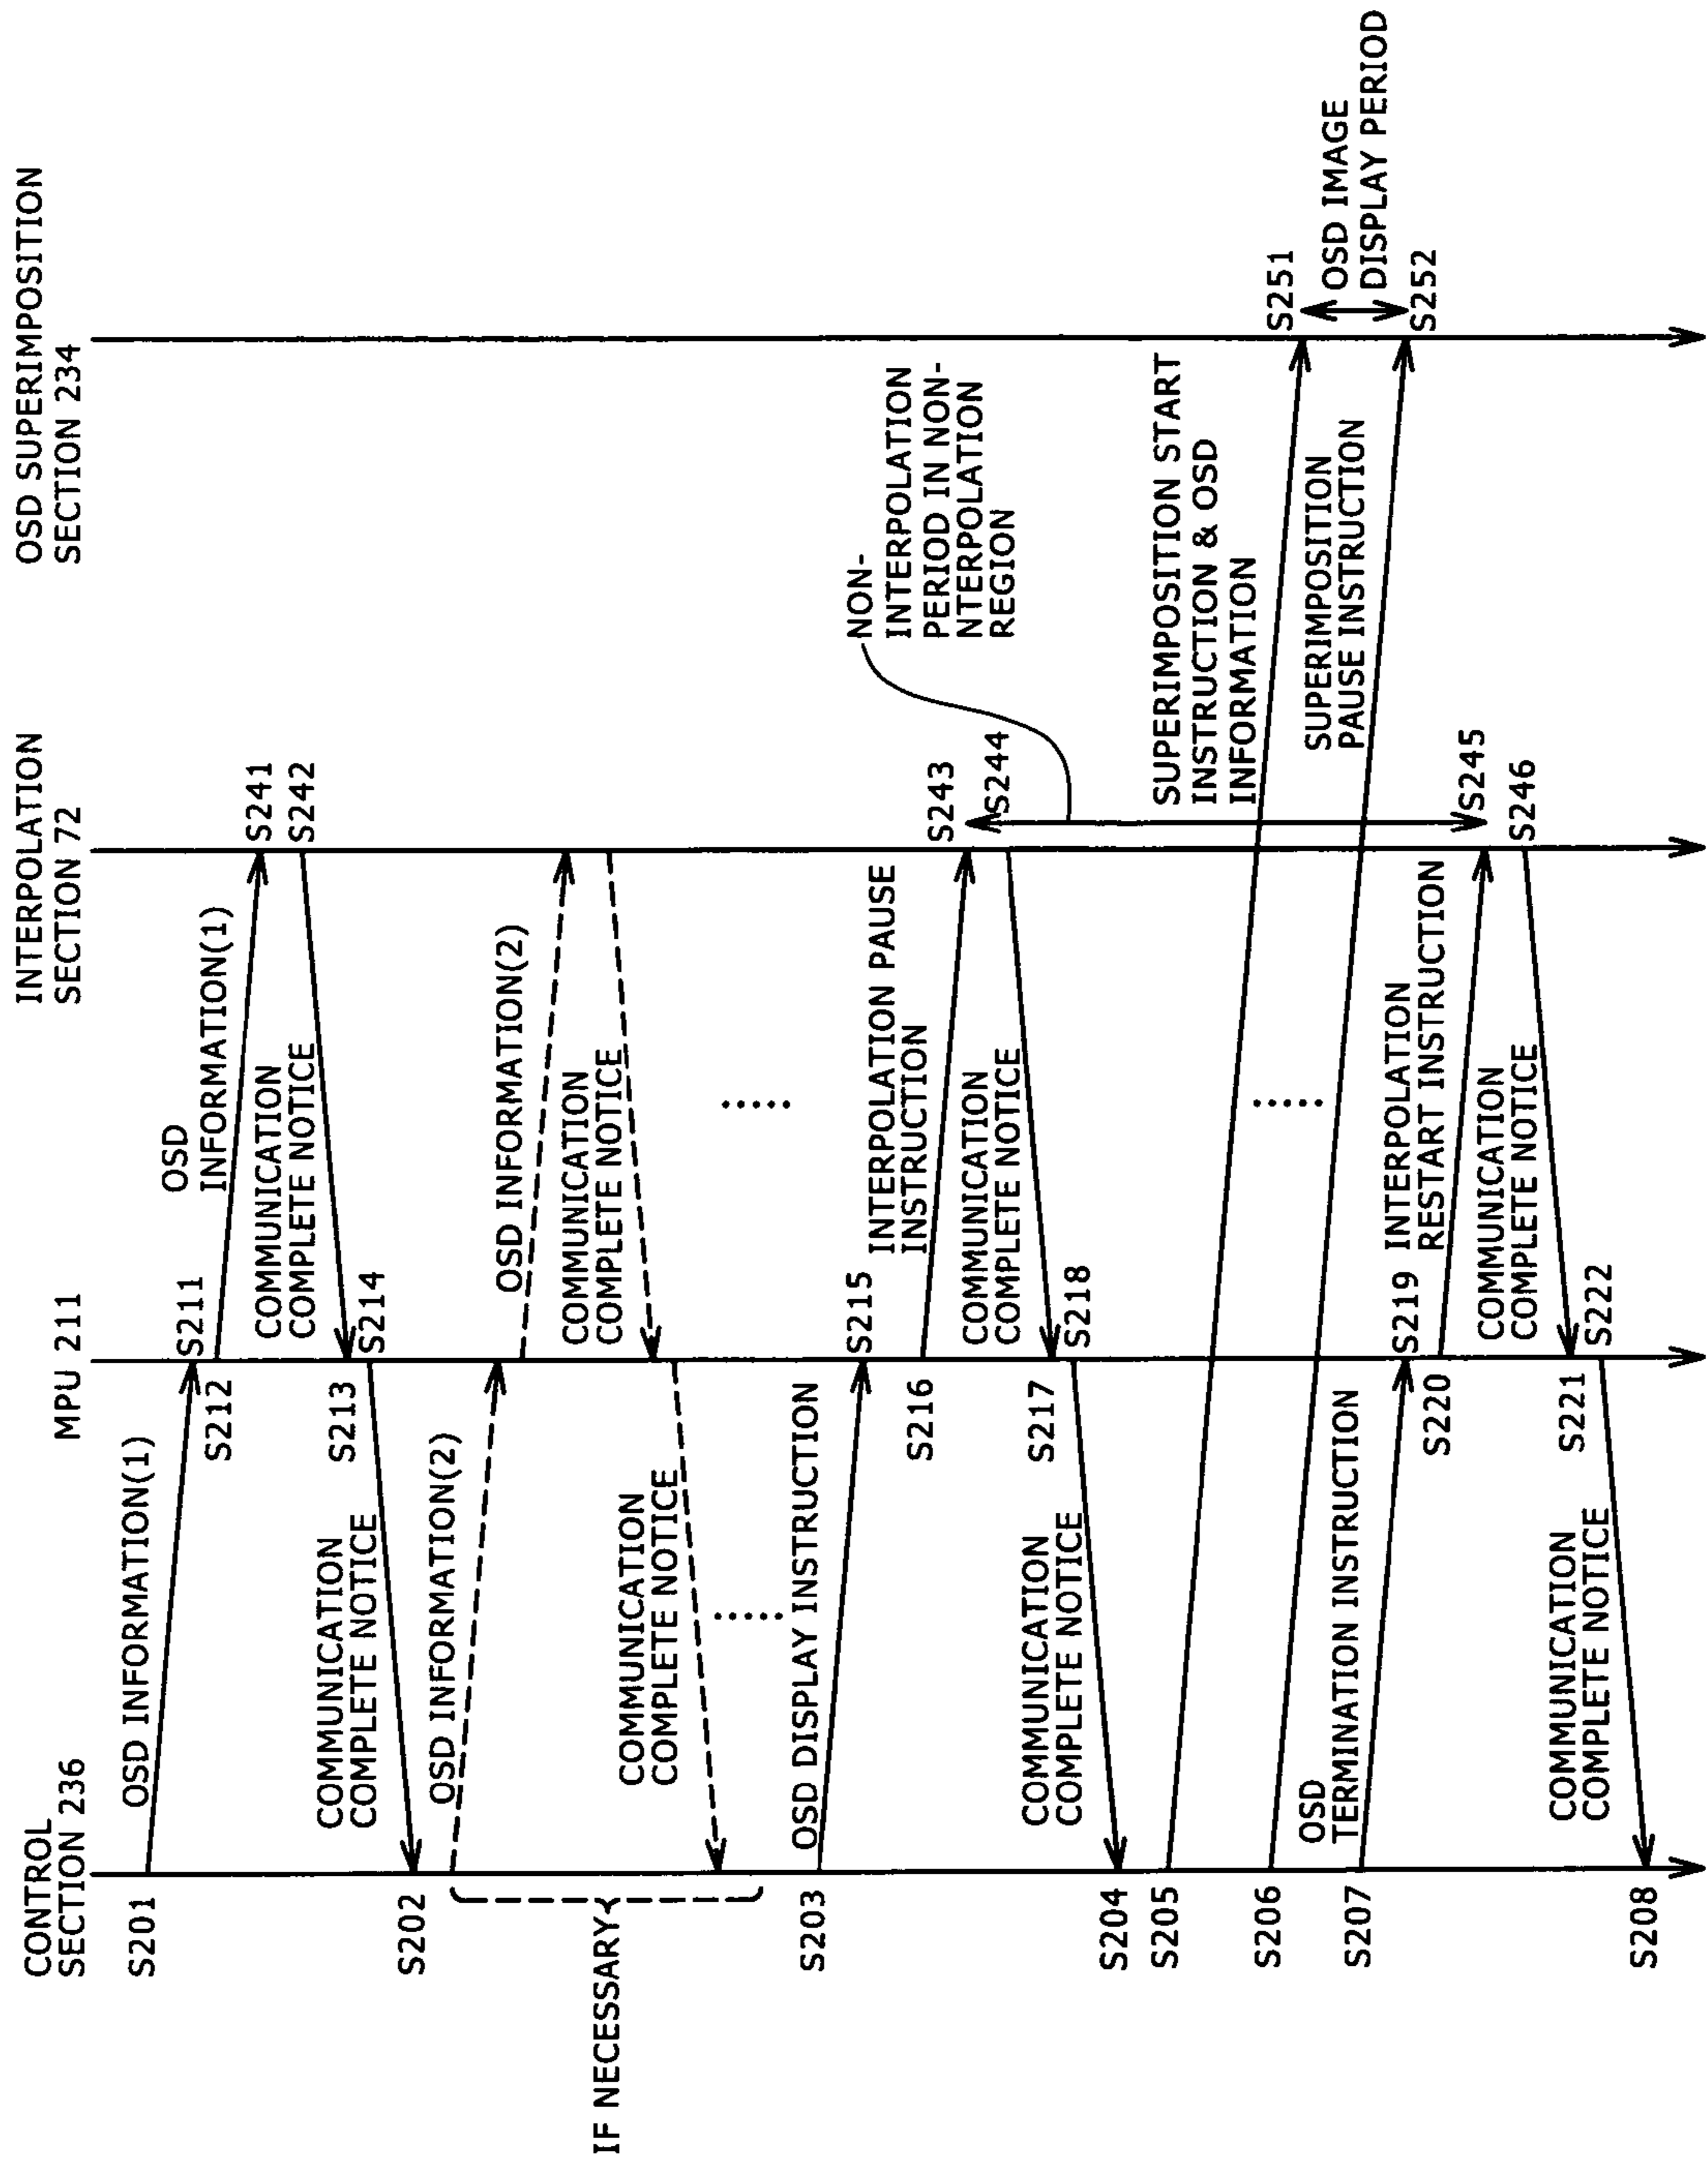 CONTROL
SECTION 236
MPU 211
INTERPOLATION
SECTION 72
OSD SUPERIMPOSITION
SECTION 234
S201
OSD INFORMATION(1)
S211
S212
OSD
INFORMATION(1)
S241
S242
COMMUNICATION
COMPLETE NOTICE
S213
S214
COMMUNICATION
COMPLETE NOTICE
S202
OSD INFORMATION(2)
OSD INFORMATION(2)
COMMUNICATION
COMPLETE NOTICE
COMMUNICATION
COMPLETE NOTICE
IF NECESSARY
S203
OSD DISPLAY INSTRUCTION
S215
S216
INTERPOLATION PAUSE
INSTRUCTION
S243
S244
NON-
INTERPOLATION
PERIOD IN NON-
NTERPOLATION
REGION
COMMUNICATION
COMPLETE NOTICE
S217
S218
COMMUNICATION
COMPLETE NOTICE
S204
S205
SUPERIMPOSITION START
INSTRUCTION & OSD
INFORMATION
S251
OSD IMAGE
DISPLAY PERIOD
S206
SUPERIMPOSITION
PAUSE INSTRUCTION
S252
S207
OSD
TERMINATION INSTRUCTION
S219
S220
INTERPOLATION
RESTART INSTRUCTION
S245
S246
COMMUNICATION
COMPLETE NOTICE
S221
S222
COMMUNICATION
COMPLETE NOTICE
S208